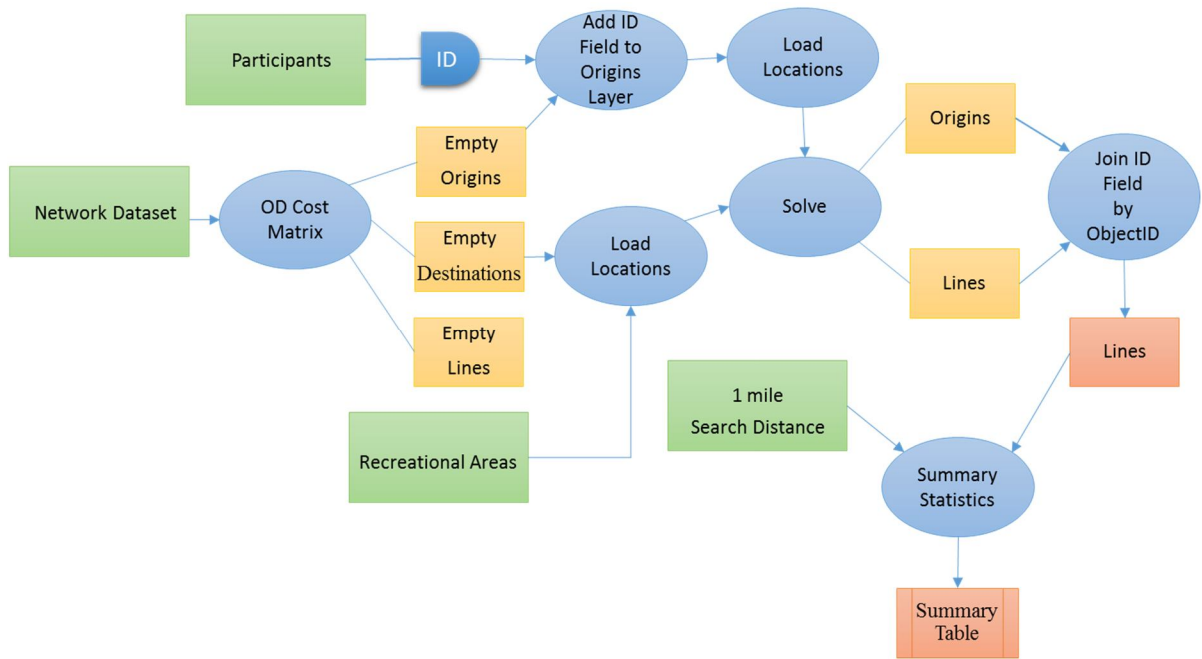 Participants
ID
Add ID
Field to
Origins
Layer
Load
Locations
Empty
Origins
Origins
Network Dataset
OD Cost
Matrix
Empty
Destinations
Load
Locations
Solve
Join ID
Field
by
ObjectID
Lines
Empty
Lines
Lines
1 mile
Search Distance
Recreational Areas
Summary
Statistics
Summary
Table